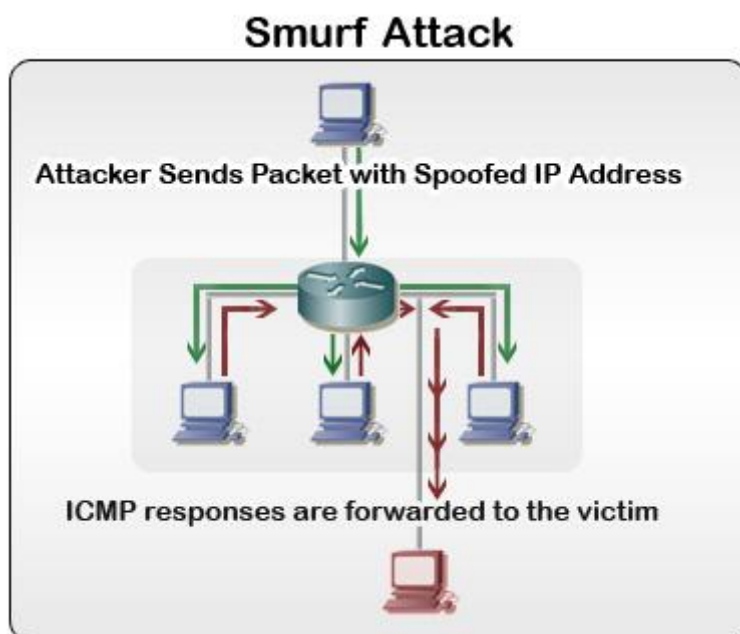 Smurf Attack
Attacker Sends Packet with Spoofed IP Address
ICMP responses are forwarded to the victim